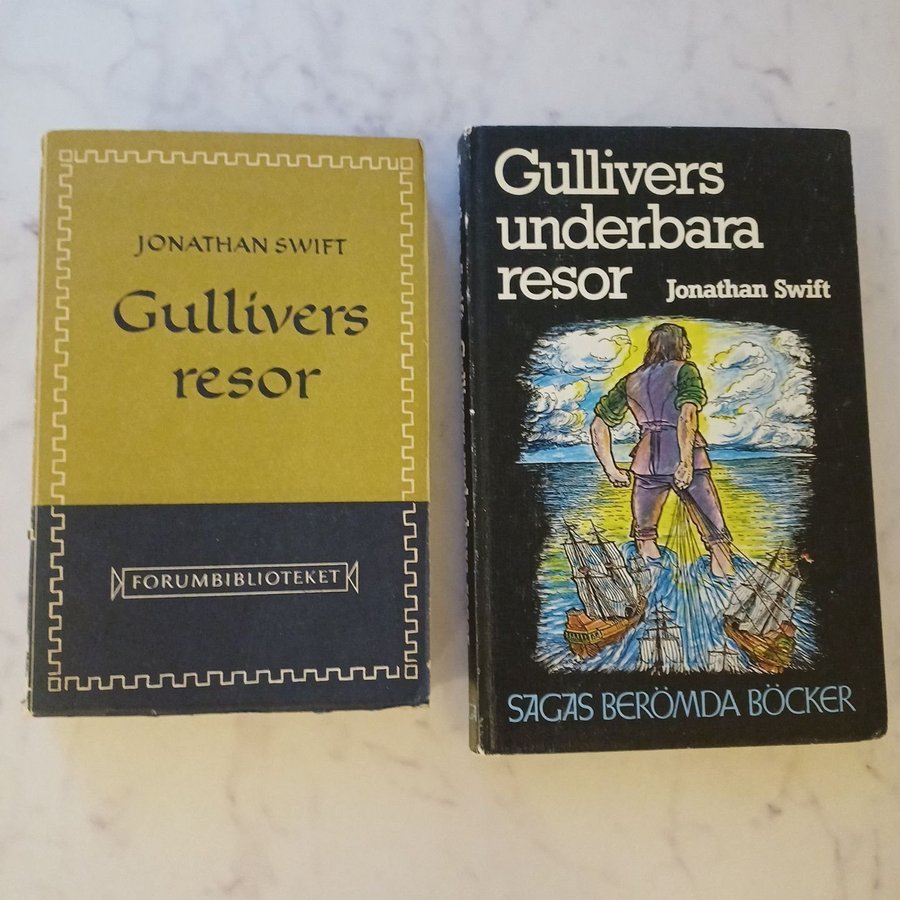 JONATHAN SWIFT
Gullivers
resor
FORUMBIBLIOTEKET
Gullivers
underbara
resor
Jonathan Swift
SAGAS BERÖMDA BÖCKER